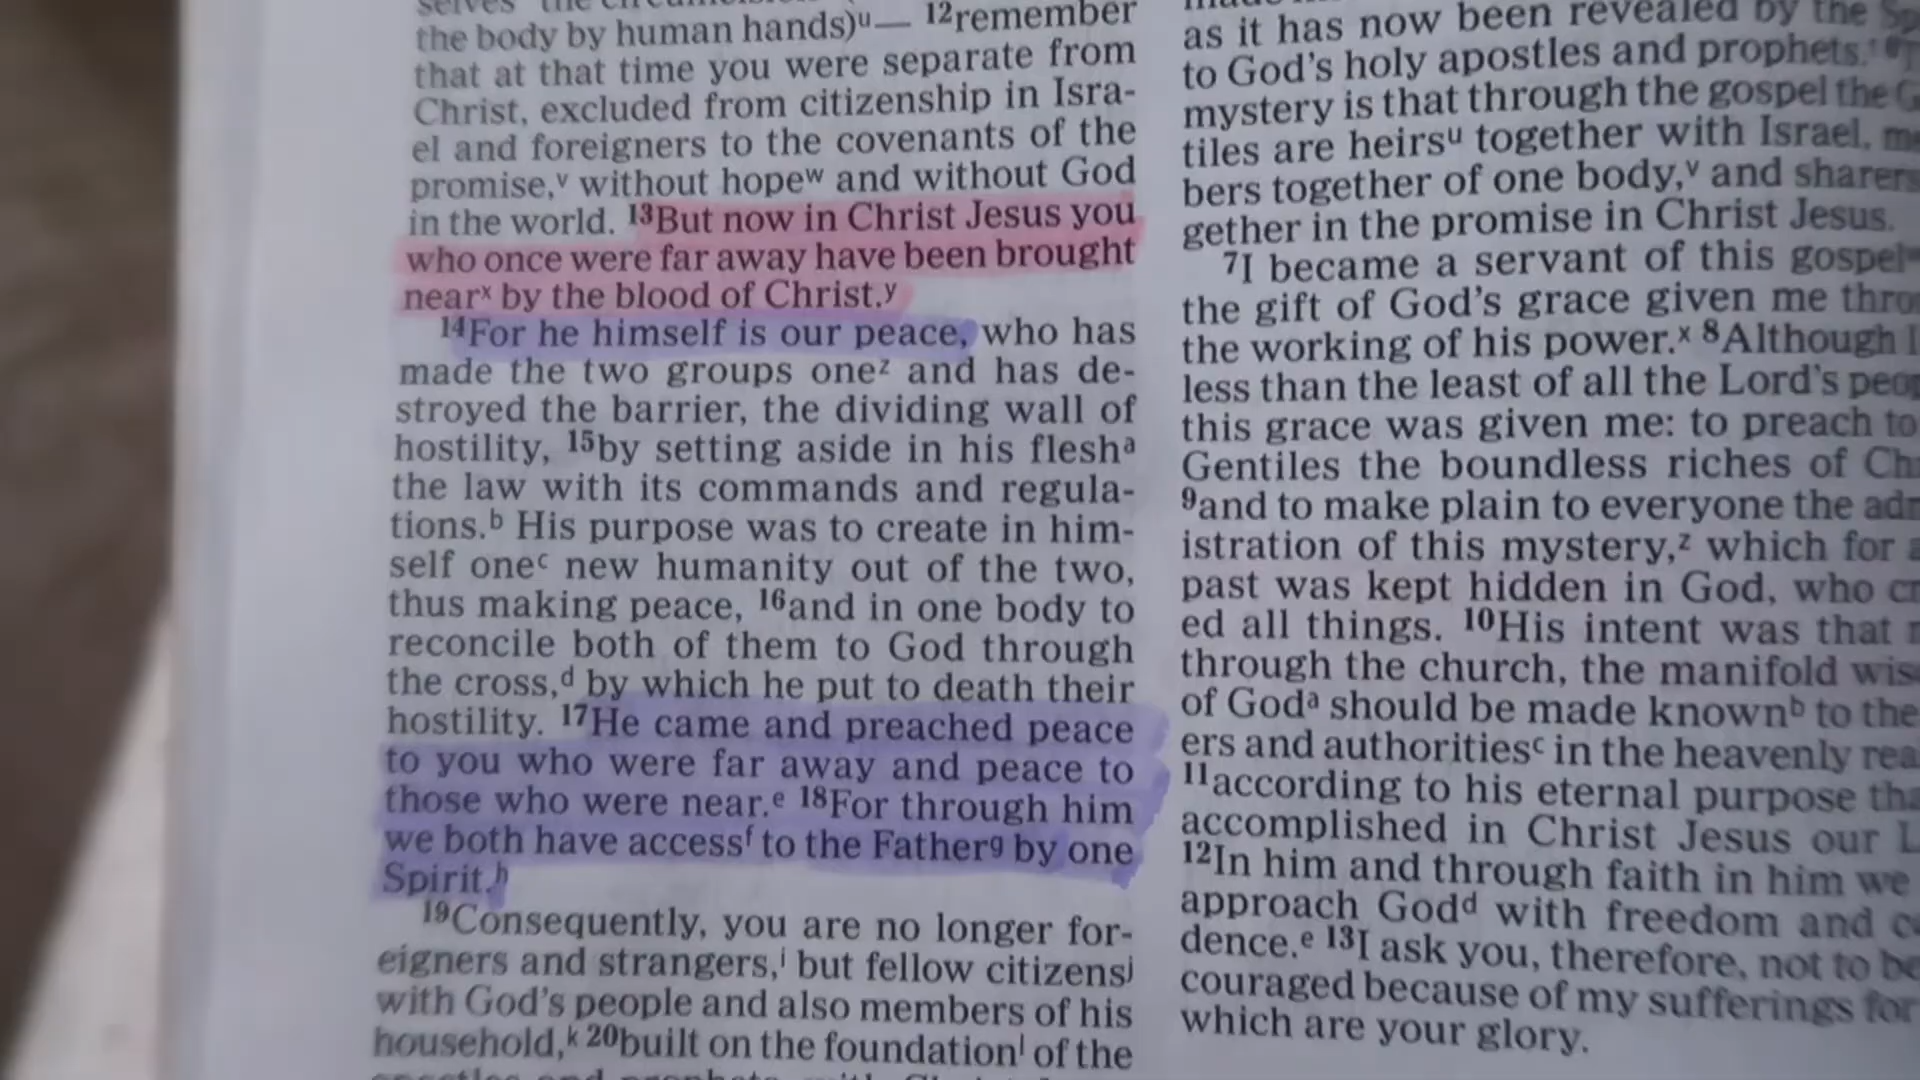 selves
the body by human hands)ᵘ— ¹²remember
that at that time you were separate from
Christ, excluded from citizenship in Isra-
el and foreigners to the covenants of the
promise,ᵛ without hopeʷ and without God
in the world. ¹³But now in Christ Jesus you
who once were far away have been brought
nearˣ by the blood of Christ.ʸ
¹⁴For he himself is our peace, who has
made the two groups oneᶻ and has de-
stroyed the barrier, the dividing wall of
hostility, ¹⁵by setting aside in his fleshᵃ
the law with its commands and regula-
tions.ᵇ His purpose was to create in him-
self oneᶜ new humanity out of the two,
thus making peace, ¹⁶and in one body to
reconcile both of them to God through
the cross,ᵈ by which he put to death their
hostility. ¹⁷He came and preached peace
to you who were far away and peace to
those who were near.ᵉ ¹⁸For through him
we both have accessᶠ to the Fatherᵍ by one
Spirit.ʰ
¹⁹Consequently, you are no longer for-
eigners and strangers,ⁱ but fellow citizensʲ
with God's people and also members of his
household,ᵏ ²⁰built on the foundationˡ of the
as it has now been revealed by the Sp
to God's holy apostles and prophets.ᵗ
mystery is that through the gospel the G
tiles are heirsᵘ together with Israel, me
bers together of one body,ᵛ and sharers
gether in the promise in Christ Jesus.
⁷I became a servant of this gospel
the gift of God's grace given me thro
the working of his power.ˣ ⁸Although I
less than the least of all the Lord's peop
this grace was given me: to preach to
Gentiles the boundless riches of Ch
⁹and to make plain to everyone the adm
istration of this mystery,ᶻ which for a
past was kept hidden in God, who cr
ed all things. ¹⁰His intent was that n
through the church, the manifold wis
of Godᵃ should be made knownᵇ to the
ers and authoritiesᶜ in the heavenly rea
¹¹according to his eternal purpose tha
accomplished in Christ Jesus our L
¹²In him and through faith in him we
approach Godᵈ with freedom and co
dence.ᵉ ¹³I ask you, therefore, not to be
couraged because of my sufferings for
which are your glory.